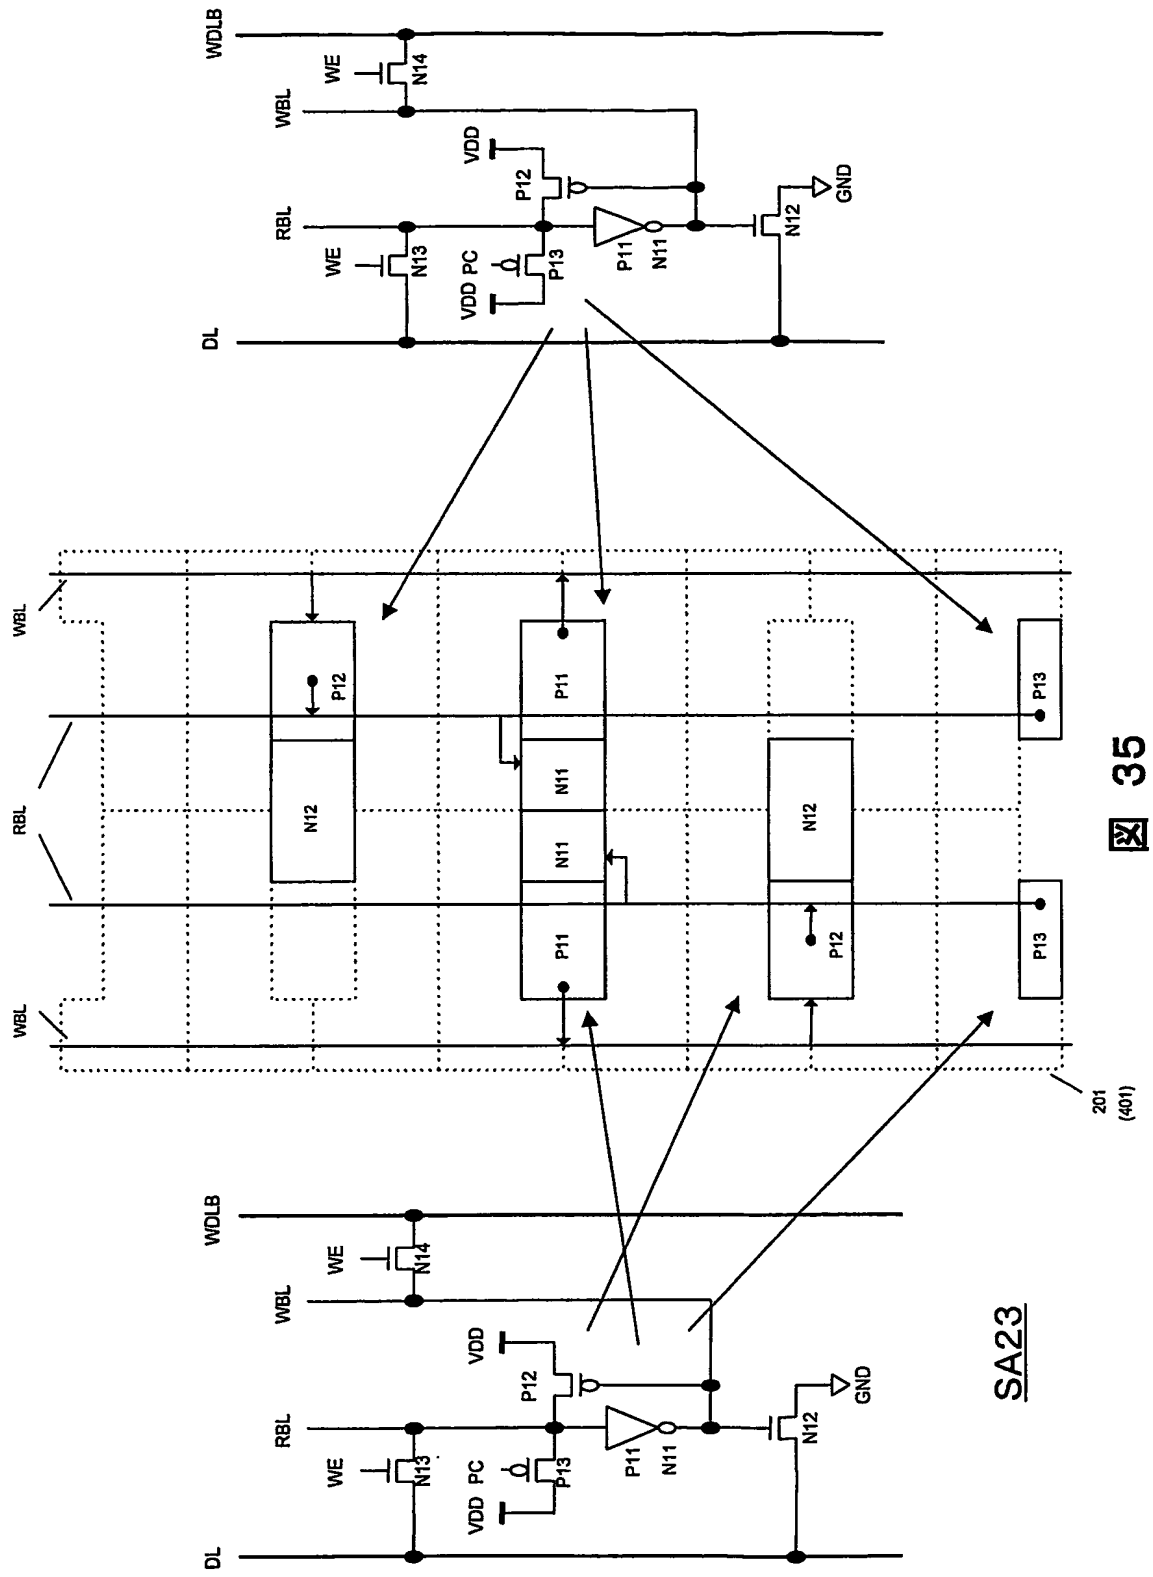 WDLB
WE
N14
WBL
VDD
P12
RBL
WE
N13
VDD PC
P13
P11
N11
N12
GND
DL
WBL
RBL
WBL
P12
N12
P11
N11
N11
P11
N12
P12
P13
P13
201
(401)
WDLB
WE
N14
WBL
VDD
P12
RBL
WE
N13
VDD PC
P13
P11
N11
N12
GND
DL
SA23
図 35